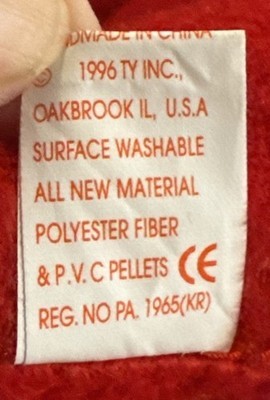 HANDMADE IN CHINA
© 1996 TY INC.,
OAKBROOK IL, U.S.A
SURFACE WASHABLE
ALL NEW MATERIAL
POLYESTER FIBER
& P.V.C PELLETS CE
REG. NO PA. 1965(KR)